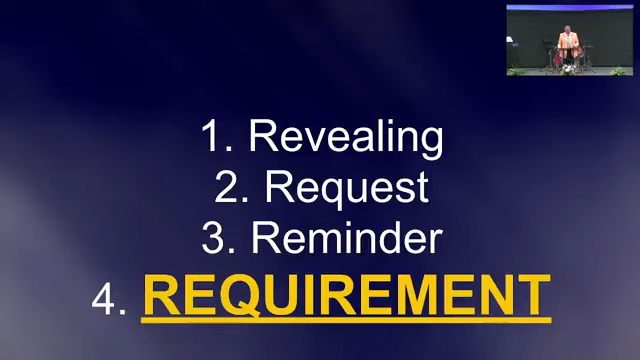 1. Revealing
2. Request
3. Reminder
4. REQUIREMENT